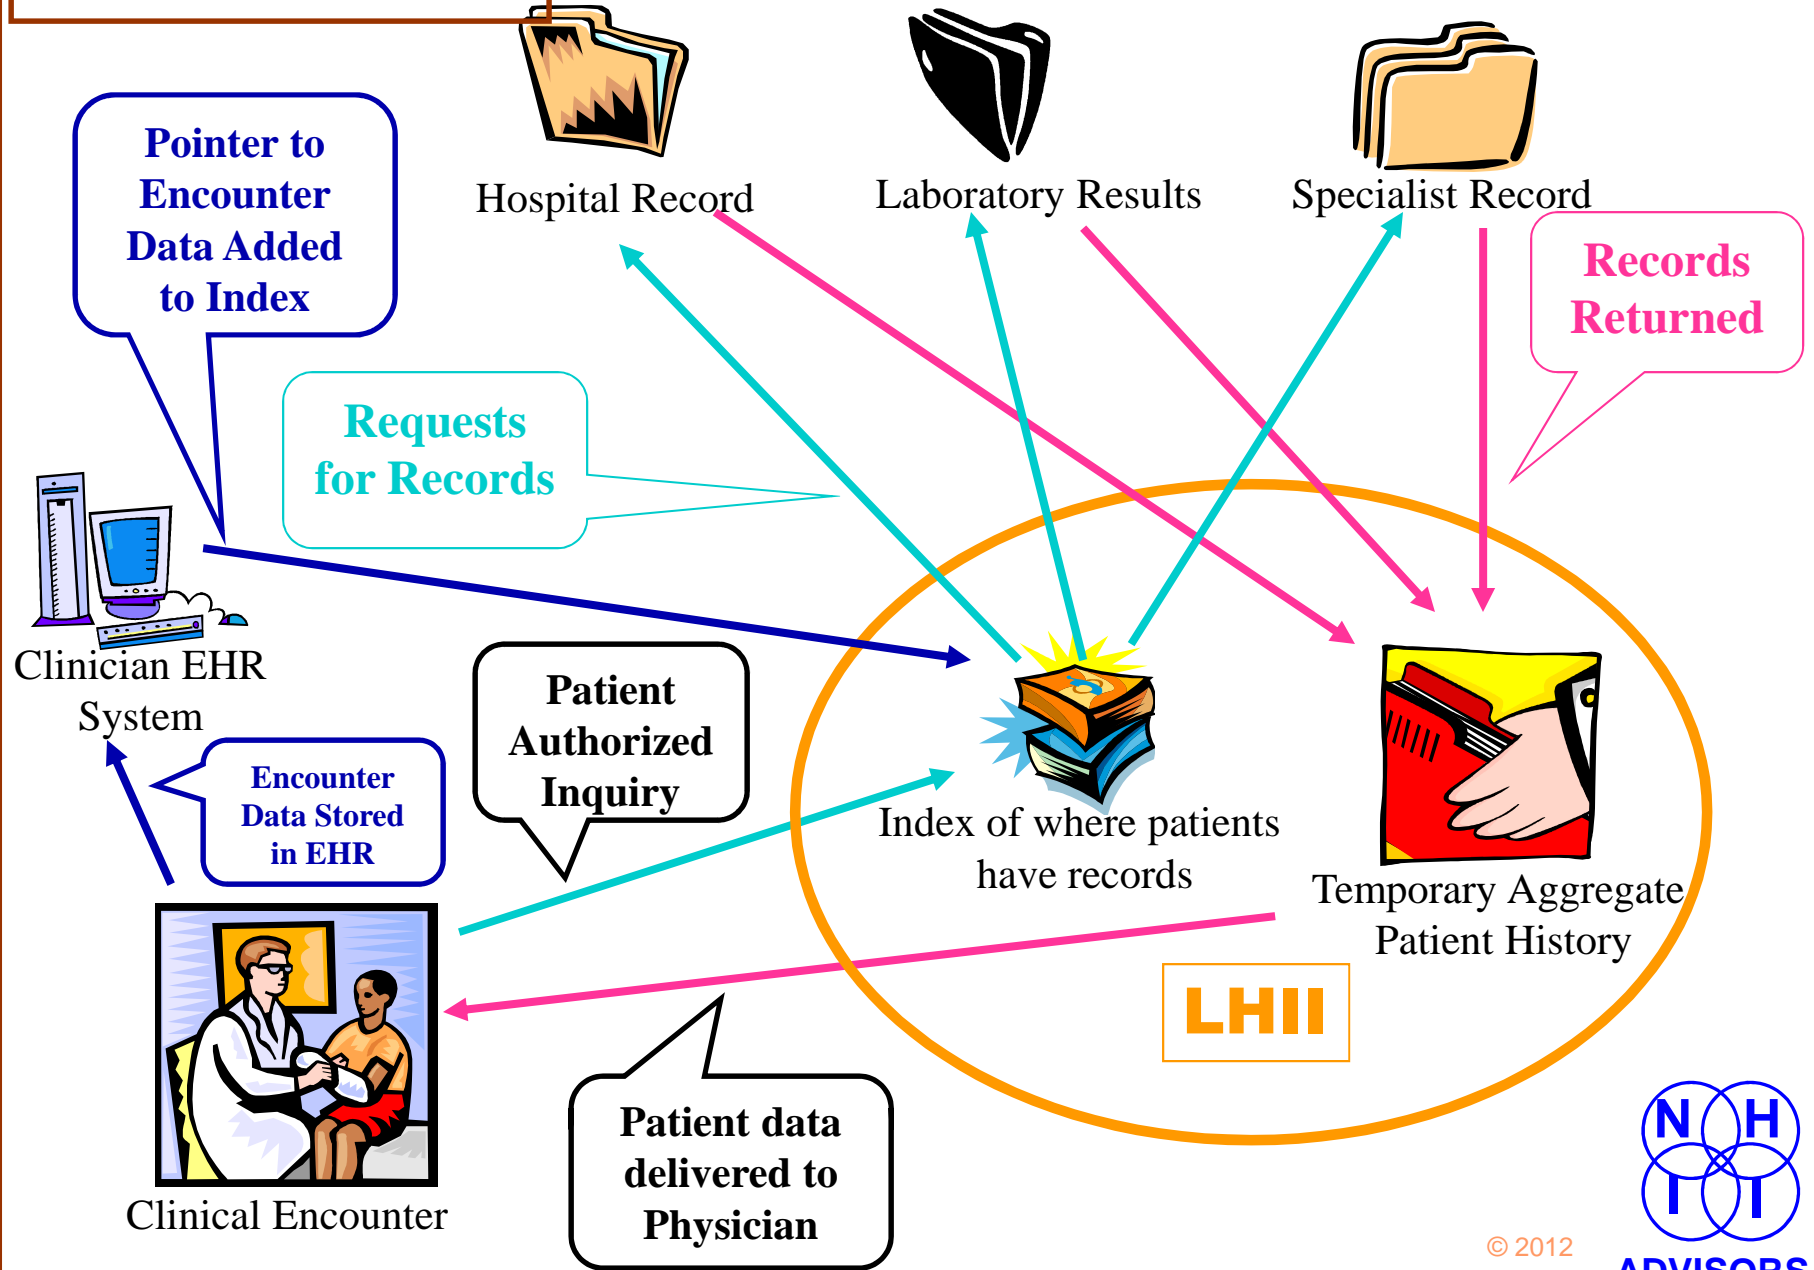 Hospital Record
Laboratory Results
Specialist Record
Pointer to
Encounter
Data Added
to Index
Records
Returned
Requests
for Records
Clinician EHR
System
Patient
Authorized
Inquiry
Encounter
Data Stored
in EHR
Index of where patients
have records
Temporary Aggregate
Patient History
LHII
Clinical Encounter
Patient data
delivered to
Physician
© 2012
N H
I I
ADVISORS